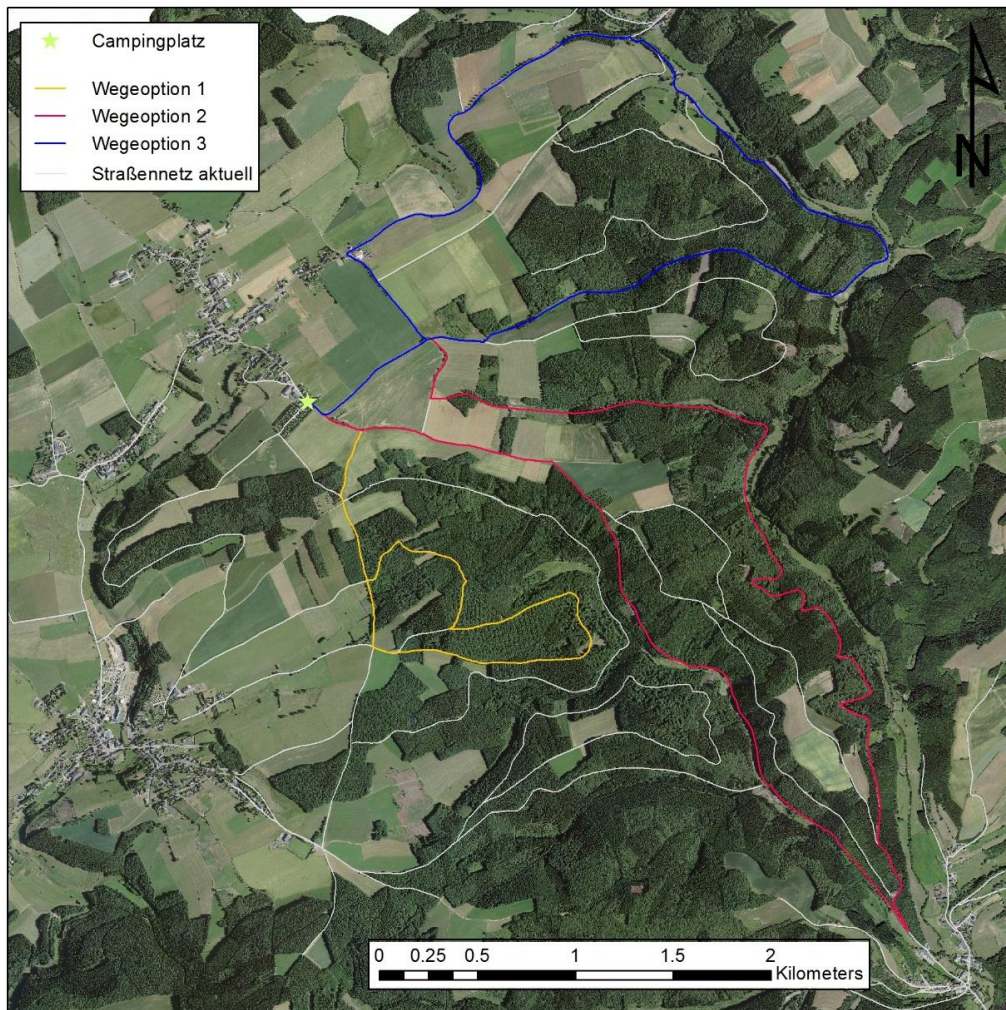 Campingplatz
Wegeoption 1
Wegeoption 2
Wegeoption 3
Straßennetz aktuell
N
0 0.25 0.5 1 1.5 2
Kilometers